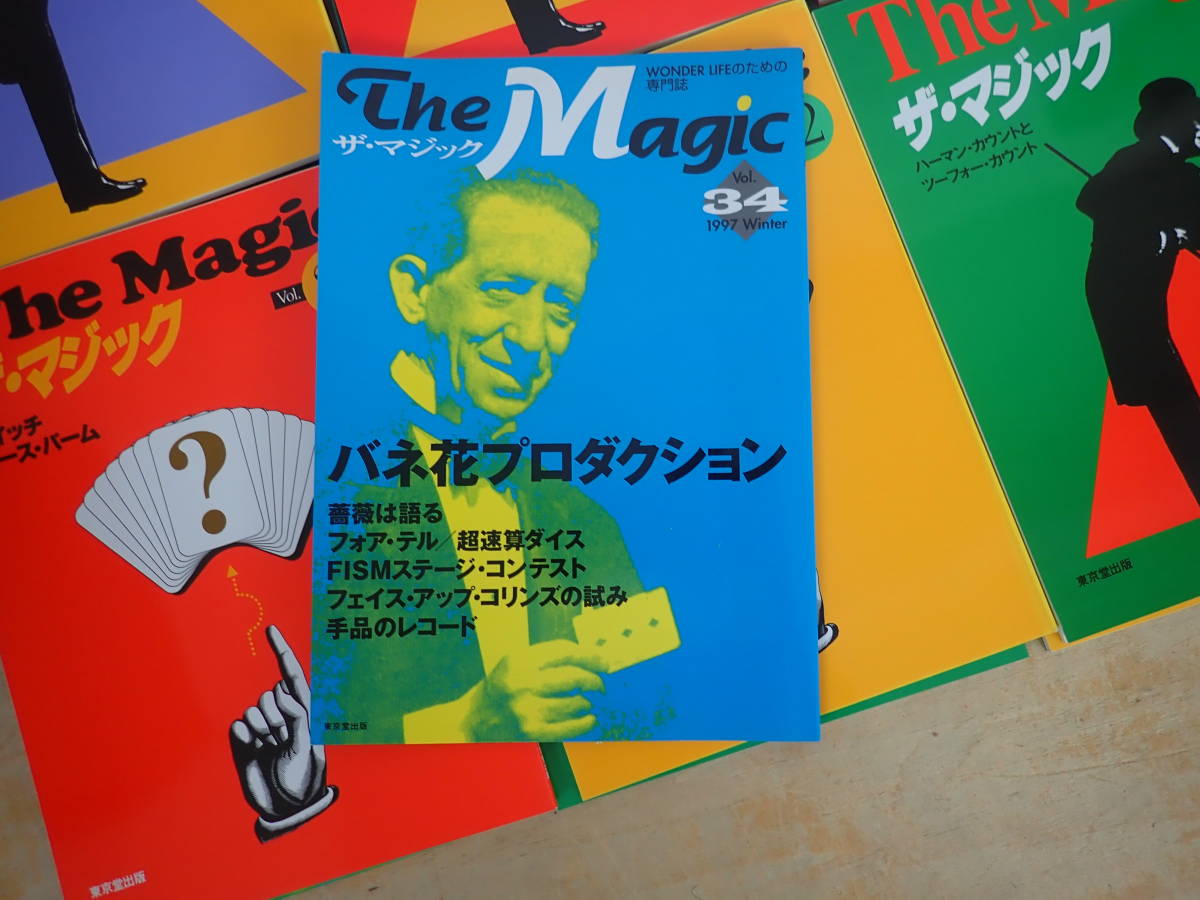 The Magic
ザ・マジック
WONDER LIFEのための
専門誌
Vol.
34
1997 Winter
バネ花プロダクション
薔薇は語る
フォア・テル／超速算ダイス
FISMステージ・コンテスト
フェイス・アップ・コリンズの試み
手品のレコード
東京堂出版
The Magic
・マジック
Vol.
イッチ
ース・パーム
?
東京堂出版
2
The
ザ・マジック
ハーマン・カウントと
ツーフォー・カウント
東京堂出版